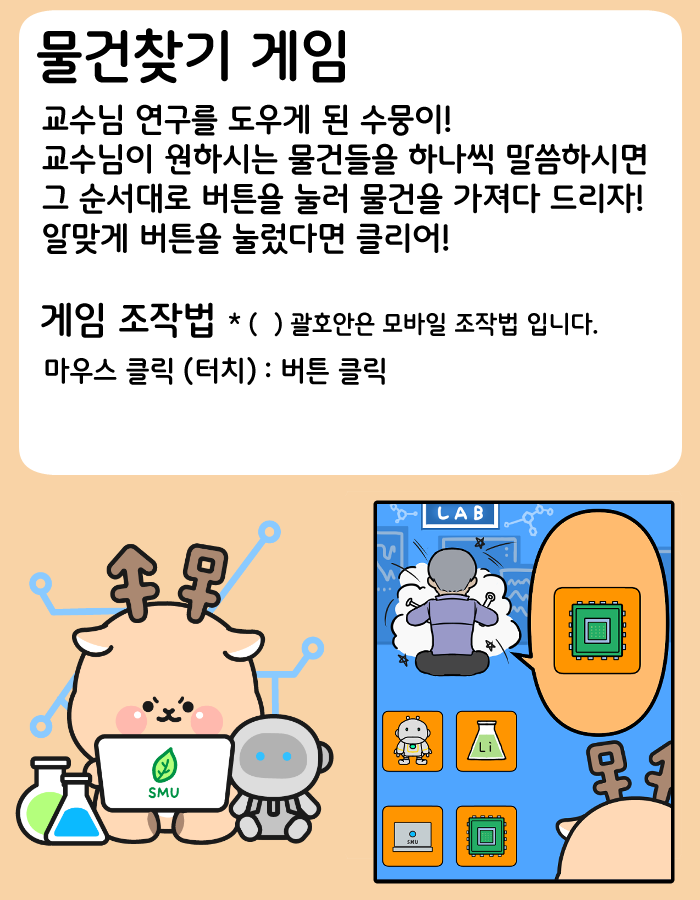 물건찾기 게임
교수님 연구를 도우게 된 수뭉이!
교수님이 원하시는 물건들을 하나씩 말씀하시면
그 순서대로 버튼을 눌러 물건을 가져다 드리자!
알맞게 버튼을 눌렀다면 클리어!
게임 조작법 * ( ) 괄호안은 모바일 조작법 입니다.
마우스 클릭 (터치) : 버튼 클릭
LAB
SMU
Li
SMU